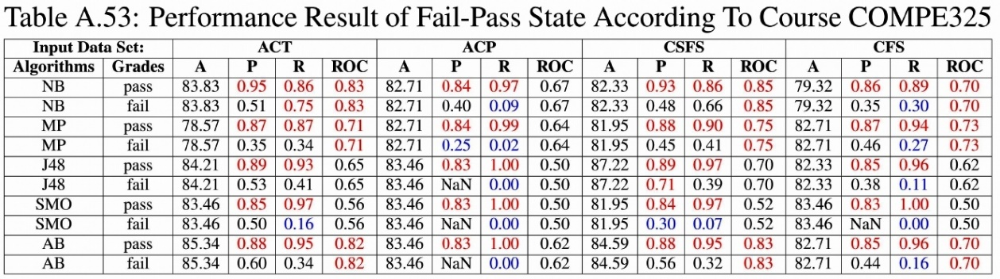 Table A.53: Performance Result of Fail-Pass State According To Course COMPE325
Input Data Set: ACT ACP CSFS CFS
Algorithms Grades A P R ROC A P R ROC A P R ROC A P R ROC
NB pass 83.83 0.95 0.86 0.83 82.71 0.84 0.97 0.67 82.33 0.93 0.86 0.85 79.32 0.86 0.89 0.70
NB fail 83.83 0.51 0.75 0.83 82.71 0.40 0.09 0.67 82.33 0.48 0.66 0.85 79.32 0.35 0.30 0.70
MP pass 78.57 0.87 0.87 0.71 82.71 0.84 0.99 0.64 81.95 0.88 0.90 0.75 82.71 0.87 0.94 0.73
MP fail 78.57 0.35 0.34 0.71 82.71 0.25 0.02 0.64 81.95 0.45 0.41 0.75 82.71 0.46 0.27 0.73
J48 pass 84.21 0.89 0.93 0.65 83.46 0.83 1.00 0.50 87.22 0.89 0.97 0.70 82.33 0.85 0.96 0.62
J48 fail 84.21 0.53 0.41 0.65 83.46 NaN 0.00 0.50 87.22 0.71 0.39 0.70 82.33 0.38 0.11 0.62
SMO pass 83.46 0.85 0.97 0.56 83.46 0.83 1.00 0.50 81.95 0.84 0.97 0.52 83.46 0.83 1.00 0.50
SMO fail 83.46 0.50 0.16 0.56 83.46 NaN 0.00 0.50 81.95 0.30 0.07 0.52 83.46 NaN 0.00 0.50
AB pass 85.34 0.88 0.95 0.82 83.46 0.83 1.00 0.62 84.59 0.88 0.95 0.83 82.71 0.85 0.96 0.70
AB fail 85.34 0.60 0.34 0.82 83.46 NaN 0.00 0.62 84.59 0.56 0.32 0.83 82.71 0.44 0.16 0.70